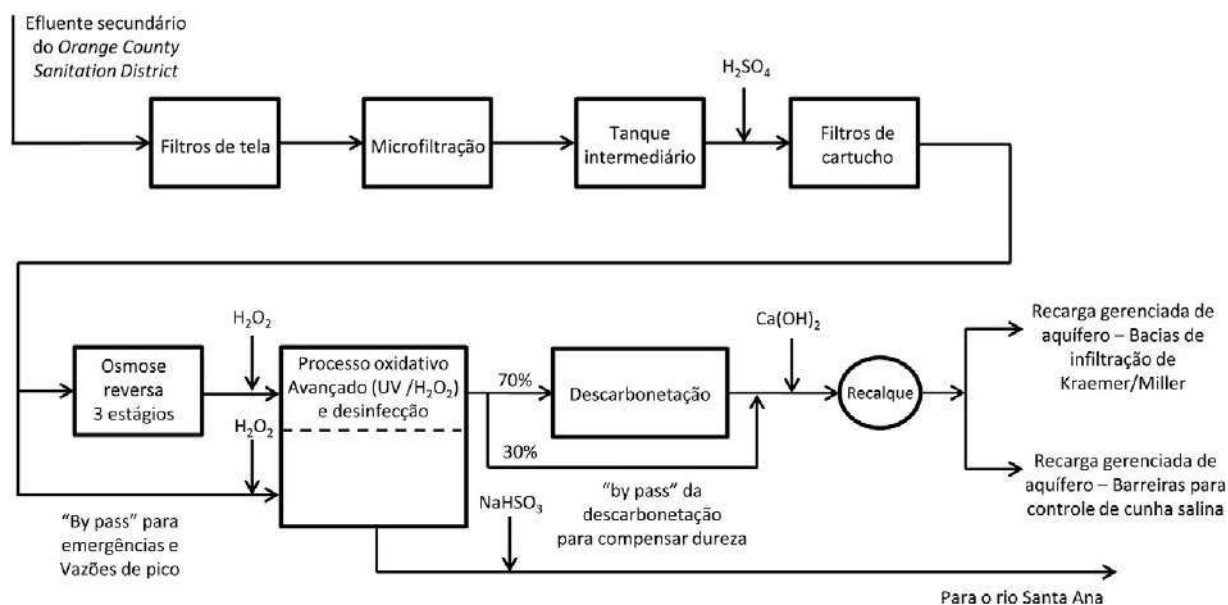 Efluente secundário
do Orange County
Sanitation District
H₂SO₄
Filtros de tela
Microfiltração
Tanque
intermediário
Filtros de
cartucho
H₂O₂
Osmose
reversa
3 estágios
H₂O₂
Processo oxidativo
Avançado (UV /H₂O₂)
e desinfecção
70%
30%
Descarbonetação
Ca(OH)₂
Recalque
Recarga gerenciada de
aquífero – Bacias de
infiltração de
Kraemer/Miller
Recarga gerenciada de
aquífero – Barreiras para
controle de cunha salina
"By pass" para
emergências e
Vazões de pico
NaHSO₃
"by pass" da
descarbonetação
para compensar dureza
Para o rio Santa Ana